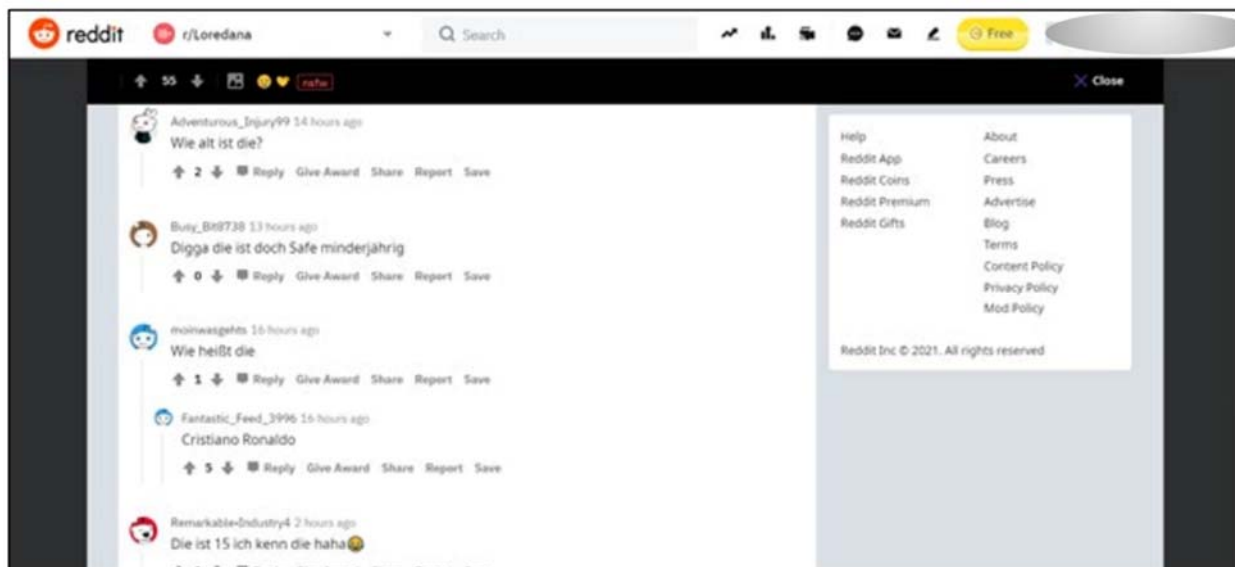 reddit r/Loredana Search Free
55 nsfw Close
Adventurous_Injury99 14 hours ago
Wie alt ist die?
2 Reply Give Award Share Report Save
Busy_Bit8738 13 hours ago
Digga die ist doch Safe minderjährig
0 Reply Give Award Share Report Save
moinwasgehts 16 hours ago
Wie heißt die
1 Reply Give Award Share Report Save
Fantastic_Feed_3996 16 hours ago
Cristiano Ronaldo
5 Reply Give Award Share Report Save
Remarkable-Industry4 2 hours ago
Die ist 15 ich kenn die haha😂
Help About
Reddit App Careers
Reddit Coins Press
Reddit Premium Advertise
Reddit Gifts Blog
Terms
Content Policy
Privacy Policy
Mod Policy
Reddit Inc © 2021. All rights reserved